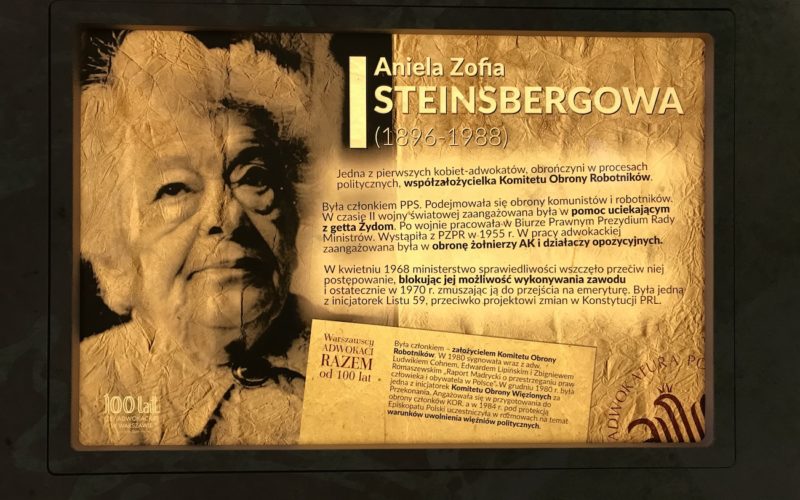 Aniela Zofia
STEINSBERGOWA
(1896-1988)
Jedna z pierwszych kobiet-adwokatów, obrończyni w procesach
politycznych, współzałożycielka Komitetu Obrony Robotników.
Była członkiem PPS. Podejmowała się obrony komunistów i robotników.
W czasie II wojny światowej zaangażowana była w pomoc uciekającym
z getta Żydom. Po wojnie pracowała w Biurze Prawnym Prezydium Rady
Ministrów. Wystąpiła z PZPR w 1955 r. W pracy adwokackiej
zaangażowana była w obronę żołnierzy AK i działaczy opozycyjnych.
W kwietniu 1968 ministerstwo sprawiedliwości wszczęło przeciw niej
postępowanie, blokując jej możliwość wykonywania zawodu
i ostatecznie w 1970 r. zmuszając ją do przejścia na emeryturę. Była jedną
z inicjatorek Listu 59, przeciwko projektowi zmian w Konstytucji PRL.
Warszawscy
ADWOKACI
RAZEM
od 100 lat
Była członkiem – założycielem Komitetu Obrony
Robotników. W 1980 sygnowała wraz z adw.
Ludwikiem Cohnem, Edwardem Lipińskim i Zbigniewem
Romaszewskim „Raport Madrycki o przestrzeganiu praw
człowieka i obywatela w Polsce". W grudniu 1980 r. była
jedna z inicjatorek Komitetu Obrony Więzionych za
Przekonania. Angażowała się w przygotowania do
obrony członków KOR, a w 1984 r. pod protekcją
Episkopatu Polski uczestniczyła w rozmowach na temat
warunków uwolnienia więźniów politycznych.
100 lat
IZBY ADWOKACKIEJ
W WARSZAWIE
ADWOKATURA PO